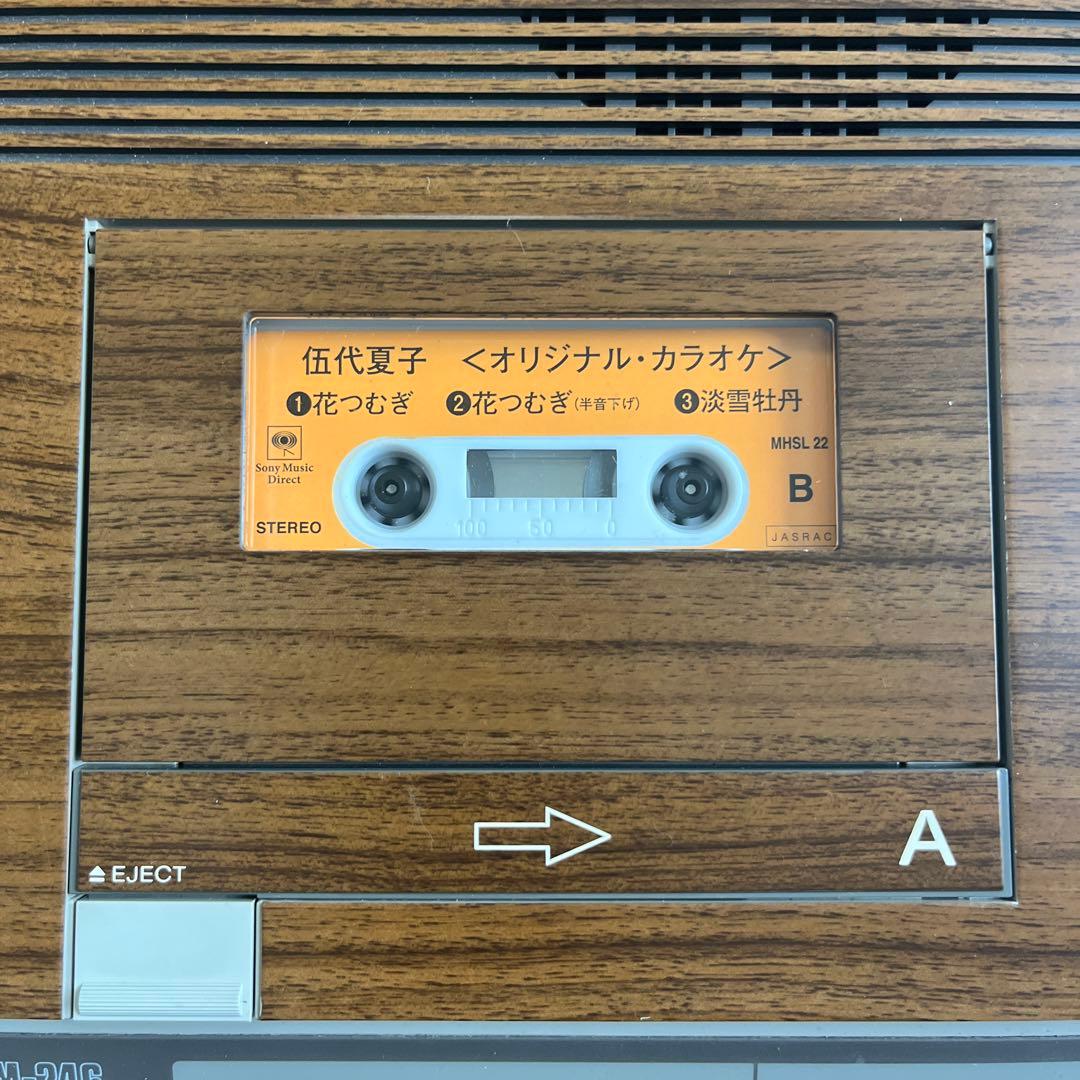 伍代夏子 <オリジナル・カラオケ>
❶花つむぎ ❷花つむぎ(半音下げ) ❸淡雪牡丹
MHSL 22
Sony Music
Direct
B
STEREO
100 50 0
JASRAC
A
EJECT